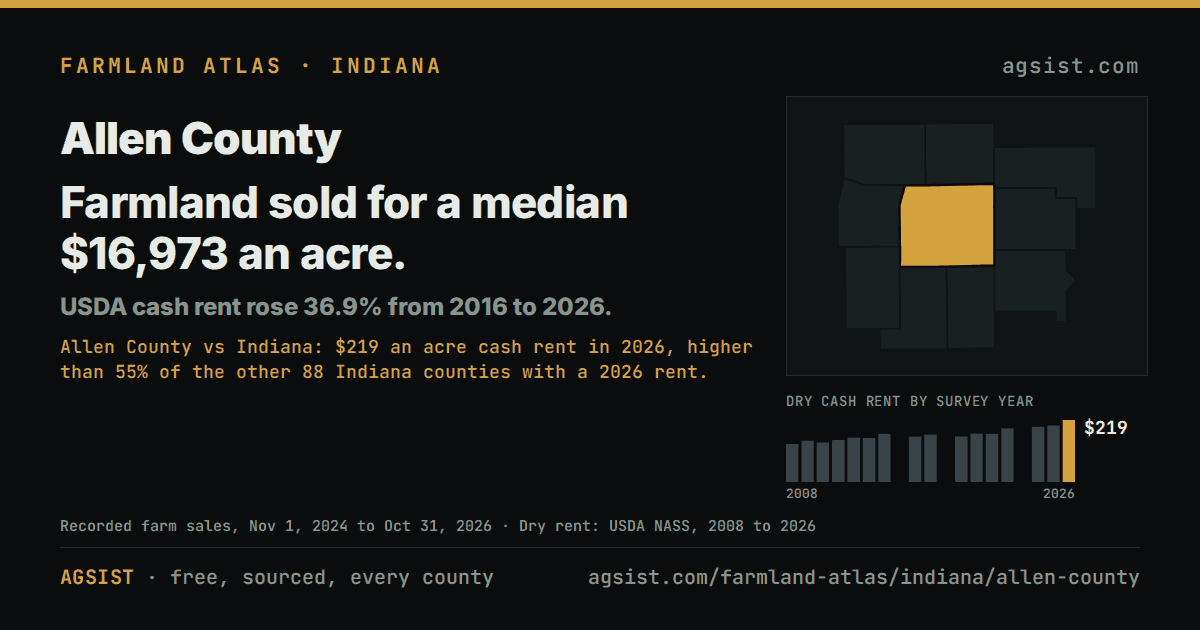 FARMLAND ATLAS · INDIANA
agsist.com
Allen County
Farmland sold for a median
$16,973 an acre.
USDA cash rent rose 36.9% from 2016 to 2026.
Allen County vs Indiana: $219 an acre cash rent in 2026, higher
than 55% of the other 88 Indiana counties with a 2026 rent.
DRY CASH RENT BY SURVEY YEAR
$219
2008
2026
Recorded farm sales, Nov 1, 2024 to Oct 31, 2026 · Dry rent: USDA NASS, 2008 to 2026
AGSIST · free, sourced, every county
agsist.com/farmland-atlas/indiana/allen-county